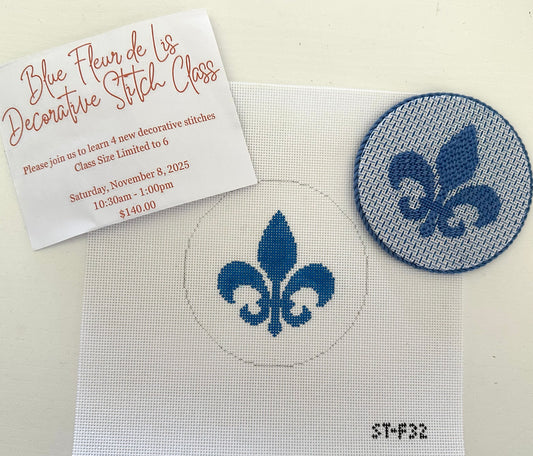 Blue Fleur de Lis
Decorative Stitch Class
Please join us to learn 4 new decorative stitches
Class Size Limited to 6
Saturday, November 8, 2025
10:30am - 1:00pm
$140.00
ST-F32